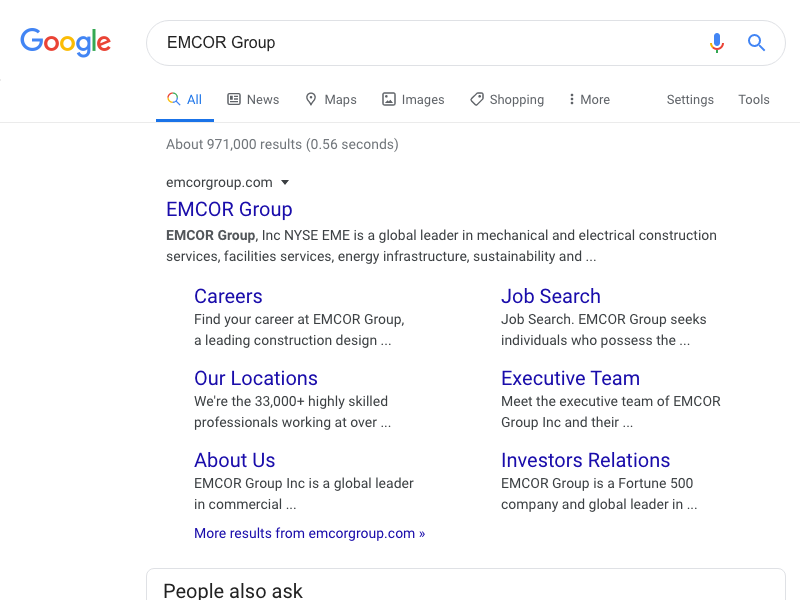 Google
EMCOR Group
All News Maps Images Shopping More Settings Tools
About 971,000 results (0.56 seconds)
emcorgroup.com
EMCOR Group
EMCOR Group, Inc NYSE EME is a global leader in mechanical and electrical construction
services, facilities services, energy infrastructure, sustainability and ...
Careers
Find your career at EMCOR Group,
a leading construction design ...
Job Search
Job Search. EMCOR Group seeks
individuals who possess the ...
Our Locations
We're the 33,000+ highly skilled
professionals working at over ...
Executive Team
Meet the executive team of EMCOR
Group Inc and their ...
About Us
EMCOR Group Inc is a global leader
in commercial ...
Investors Relations
EMCOR Group is a Fortune 500
company and global leader in ...
More results from emcorgroup.com »
People also ask